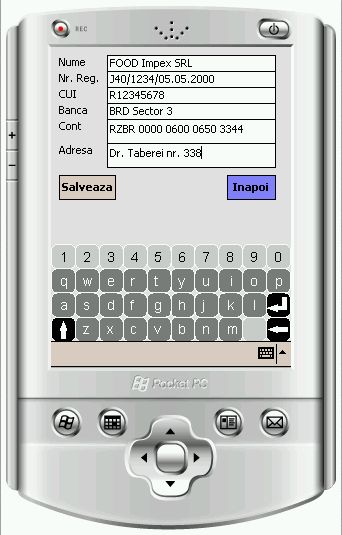 REC
Nume FOOD Impex SRL
Nr. Reg. J40/1234/05.05.2000
CUI R12345678
Banca BRD Sector 3
Cont RZBR 0000 0600 0650 3344
Adresa Dr. Taberei nr. 338
Salveaza Inapoi
1 2 3 4 5 6 7 8 9 0
q w e r t y u i o p
a s d f g h j k l
z x c v b n m
Pocket PC